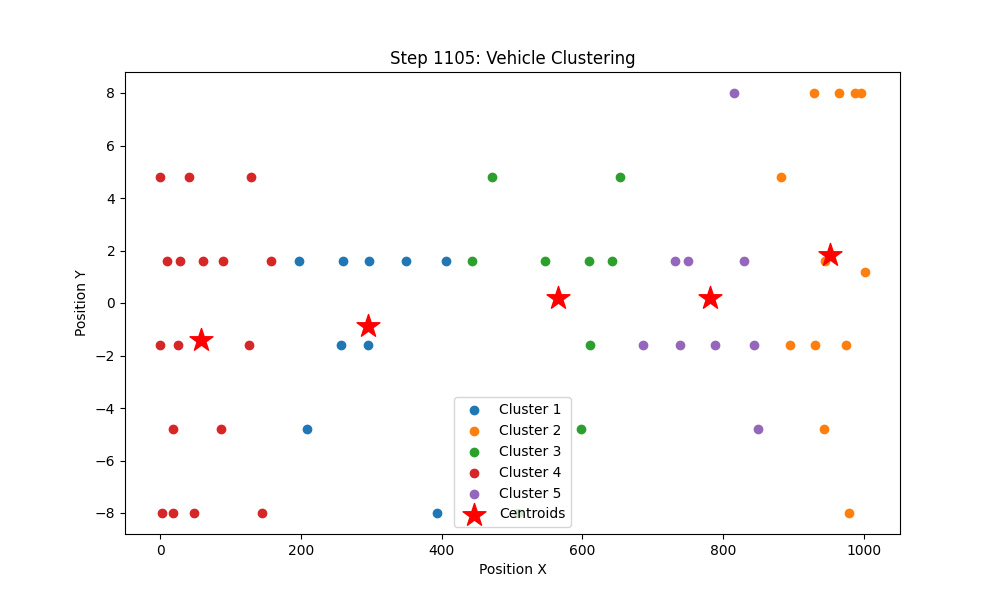 Step 1105: Vehicle Clustering
Position Y
8
6
4
2
0
−2
−4
−6
−8
Cluster 1
Cluster 2
Cluster 3
Cluster 4
Cluster 5
Centroids
0 200 400 600 800 1000
Position X